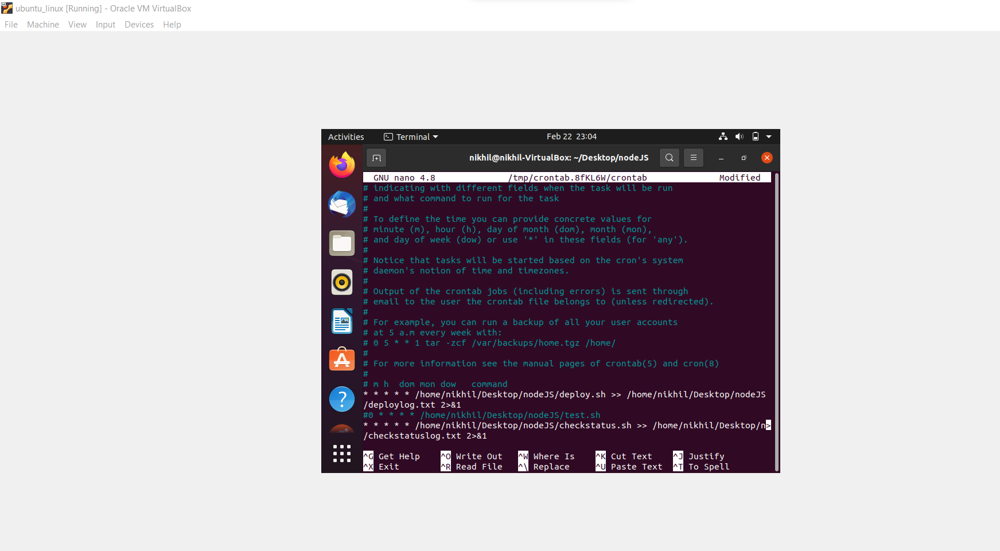 ubuntu_linux [Running] - Oracle VM VirtualBox
File Machine View Input Devices Help
Activities Terminal Feb 22 23:04
nikhil@nikhil-VirtualBox: ~/Desktop/nodeJS
GNU nano 4.8 /tmp/crontab.8fKL6W/crontab Modified
# indicating with different fields when the task will be run
# and what command to run for the task
#
# To define the time you can provide concrete values for
# minute (m), hour (h), day of month (dom), month (mon),
# and day of week (dow) or use '*' in these fields (for 'any').
#
# Notice that tasks will be started based on the cron's system
# daemon's notion of time and timezones.
#
# Output of the crontab jobs (including errors) is sent through
# email to the user the crontab file belongs to (unless redirected).
#
# For example, you can run a backup of all your user accounts
# at 5 a.m every week with:
# 0 5 * * 1 tar -zcf /var/backups/home.tgz /home/
#
# For more information see the manual pages of crontab(5) and cron(8)
#
# m h  dom mon dow   command
* * * * * /home/nikhil/Desktop/nodeJS/deploy.sh >> /home/nikhil/Desktop/nodeJS
/deploylog.txt 2>&1
#0 * * * * /home/nikhil/Desktop/nodeJS/test.sh
* * * * * /home/nikhil/Desktop/nodeJS/checkstatus.sh >> /home/nikhil/Desktop/n>
/checkstatuslog.txt 2>&1
^G Get Help ^O Write Out ^W Where Is ^K Cut Text ^J Justify
^X Exit ^R Read File ^\ Replace ^U Paste Text ^T To Spell